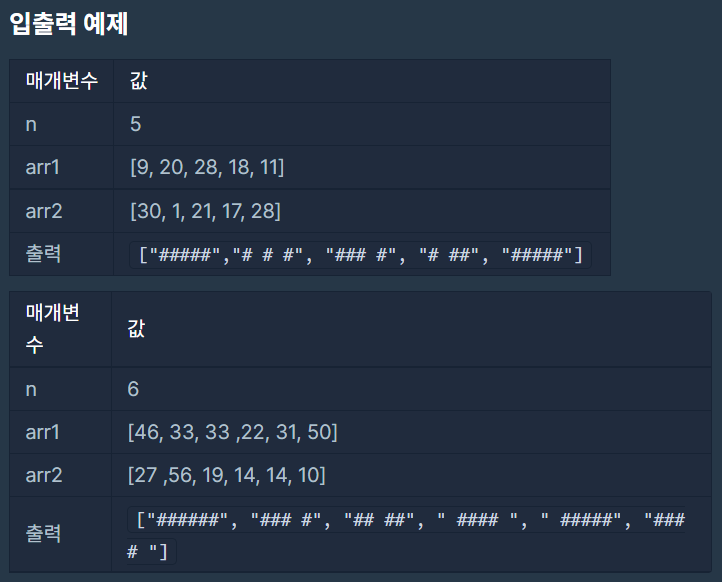 입출력 예제
매개변수 값
n 5
arr1 [9, 20, 28, 18, 11]
arr2 [30, 1, 21, 17, 28]
출력 ["#####","# # #", "### #", "# ##", "#####"]
매개변
수 값
n 6
arr1 [46, 33, 33 ,22, 31, 50]
arr2 [27 ,56, 19, 14, 14, 10]
출력 ["######", "### #", "## ##", " #### ", " #####", "###
# "]